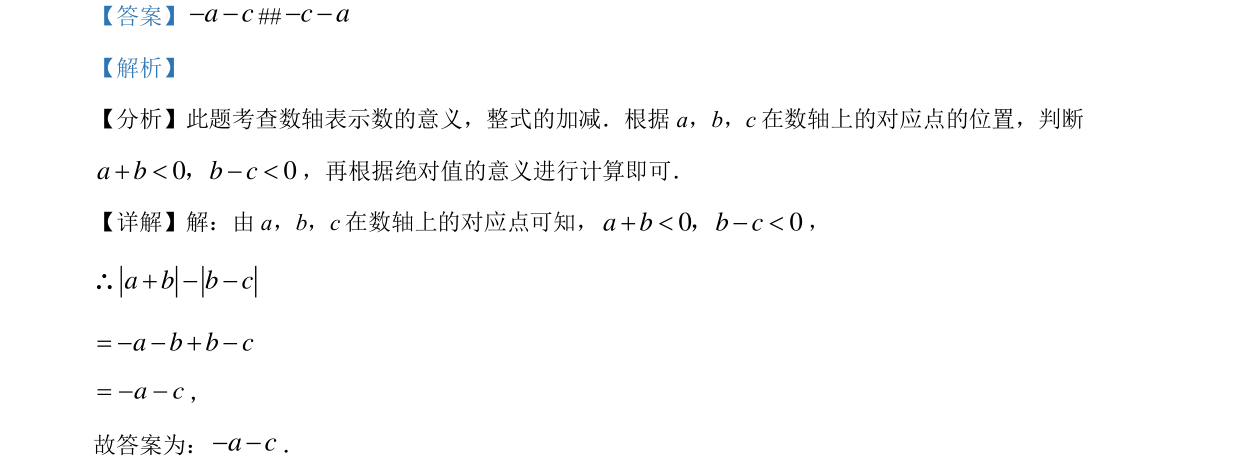 【答案】−a−c##−c−a
【解析】
【分析】此题考查数轴表示数的意义，整式的加减．根据 a，b，c 在数轴上的对应点的位置，判断
a+b<0，b−c<0，再根据绝对值的意义进行计算即可．
【详解】解：由 a，b，c 在数轴上的对应点可知，a+b<0，b−c<0，
∴|a+b|−|b−c|
=−a−b+b−c
=−a−c，
故答案为：−a−c．